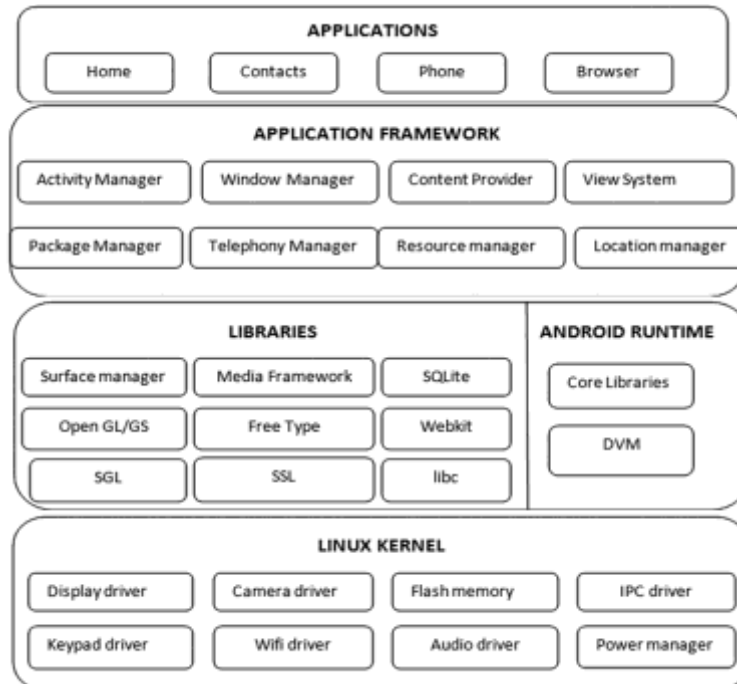 APPLICATIONS
Home Contacts Phone Browser
APPLICATION FRAMEWORK
Activity Manager Window Manager Content Provider View System
Package Manager Telephony Manager Resource manager Location manager
LIBRARIES ANDROID RUNTIME
Surface manager Media Framework SQLite Core Libraries
Open GL/GS Free Type Webkit DVM
SGL SSL libc
LINUX KERNEL
Display driver Camera driver Flash memory IPC driver
Keypad driver Wifi driver Audio driver Power manager